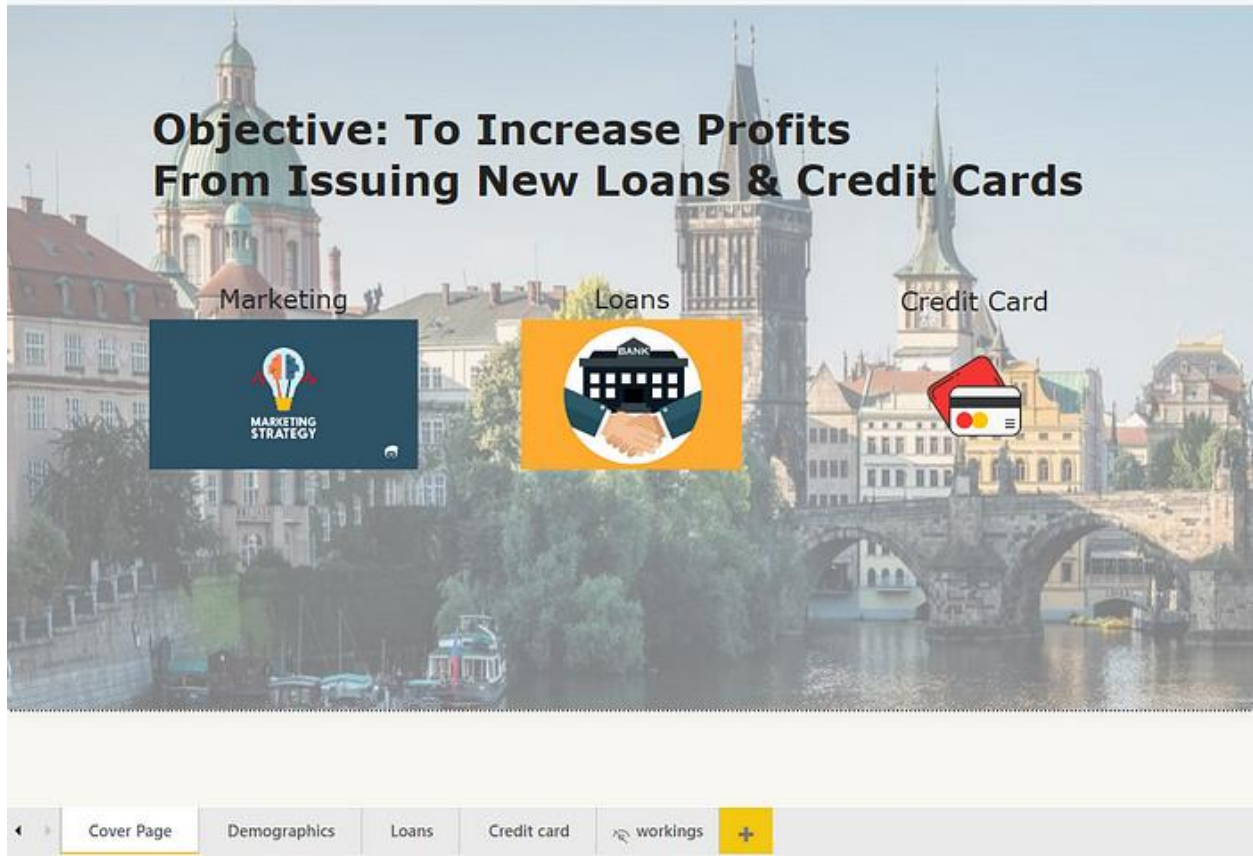 Objective: To Increase Profits
From Issuing New Loans & Credit Cards
Marketing
Loans
Credit Card
MARKETING
STRATEGY
BANK
Cover Page
Demographics
Loans
Credit card
workings
+